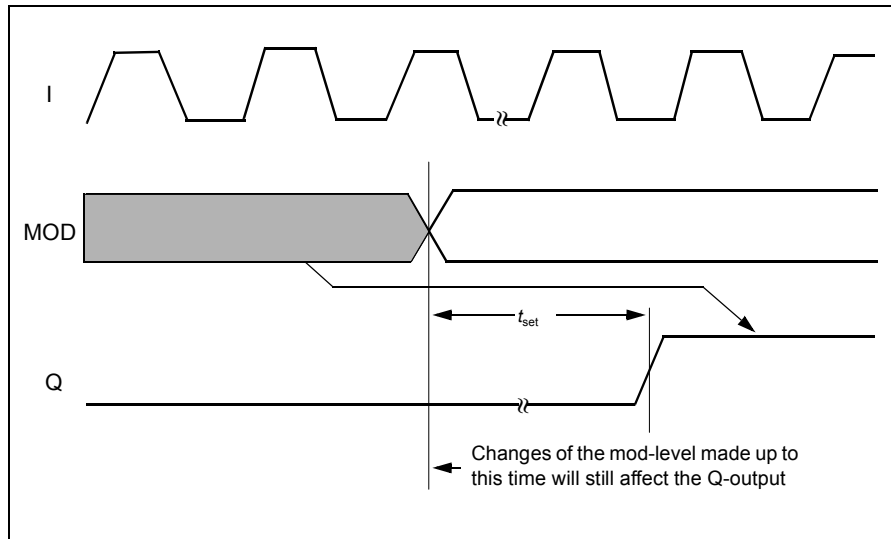 I
MOD
tset
Q
Changes of the mod-level made up to
this time will still affect the Q-output